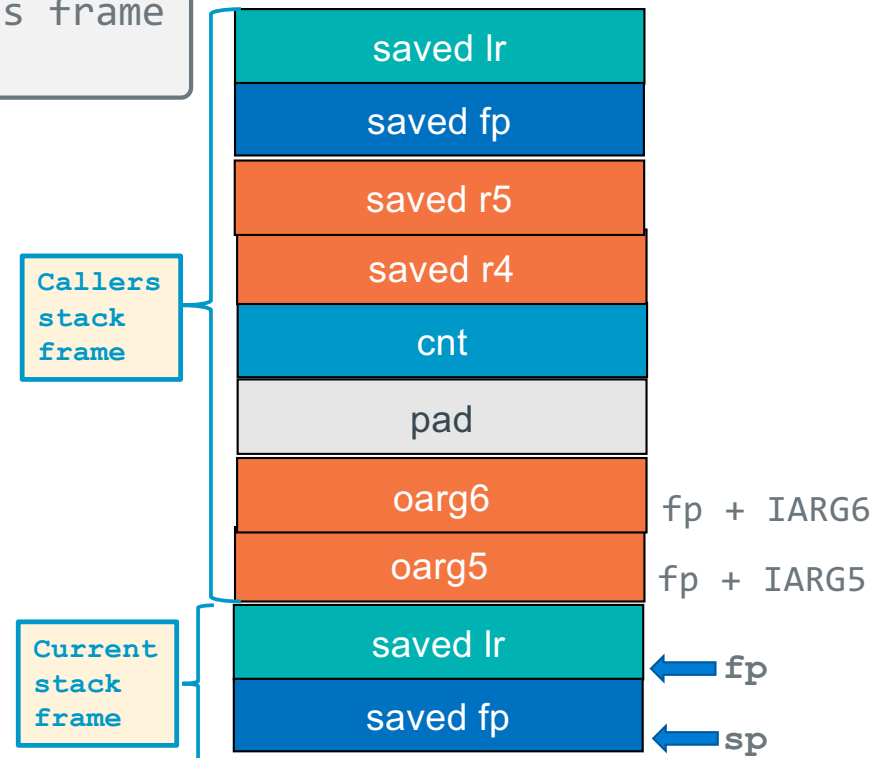 s frame
saved lr
saved fp
saved r5
saved r4
Callers
stack
frame
cnt
pad
oarg6
fp + IARG6
oarg5
fp + IARG5
Current
stack
frame
saved lr
fp
saved fp
sp